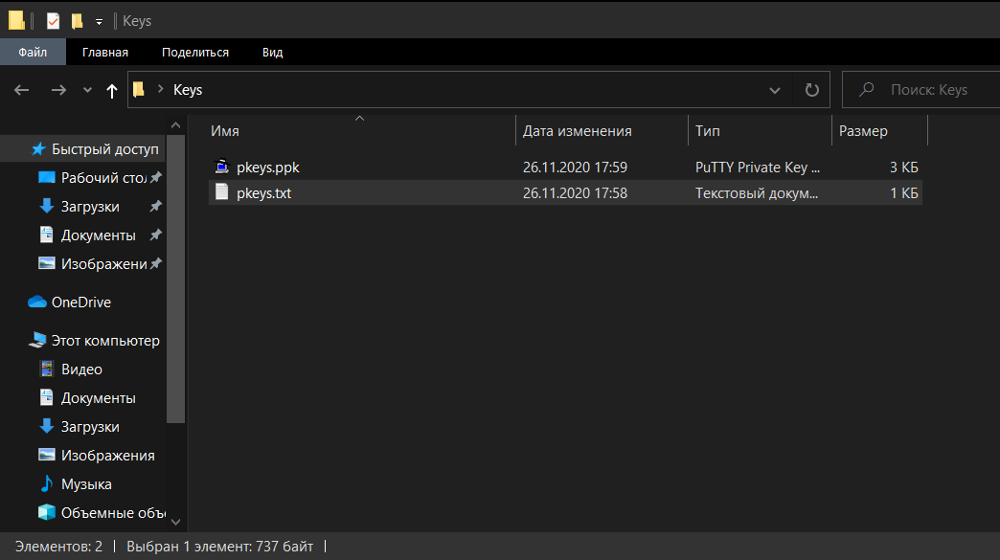 Keys
Файл Главная Поделиться Вид
Keys Поиск: Keys
Имя Дата изменения Тип Размер
Быстрый доступ
Рабочий стол
Загрузки
Документы
Изображени
OneDrive
Этот компьютер
Видео
Документы
Загрузки
Изображения
Музыка
Объемные объе
pkeys.ppk 26.11.2020 17:59 PuTTY Private Key ... 3 КБ
pkeys.txt 26.11.2020 17:58 Текстовый докум... 1 КБ
Элементов: 2 Выбран 1 элемент: 737 байт